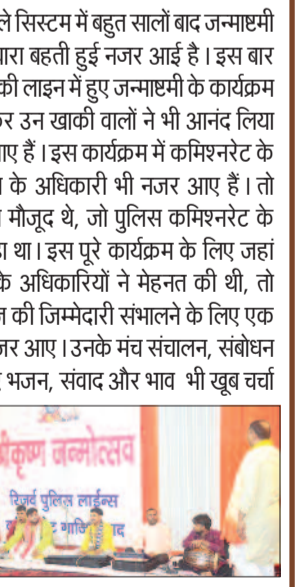 ले सिस्टम में बहुत सालों बाद जन्माष्टमी
ारा बहती हुई नजर आई है। इस बार
की लाइन में हुए जन्माष्टमी के कार्यक्रम
र उन खाकी वालों ने भी आनंद लिया
ाए हैं। इस कार्यक्रम में कमिश्नरेट के
के अधिकारी भी नजर आए हैं। तो
मौजूद थे, जो पुलिस कमिश्नरेट के
ा था। इस पूरे कार्यक्रम के लिए जहां
के अधिकारियों ने मेहनत की थी, तो
की जिम्मेदारी संभालने के लिए एक
जर आए। उनके मंच संचालन, संबोधन
भजन, संवाद और भाव भी खूब चर्चा
श्रीकृष्ण जन्मोत्सव
रिजर्व पुलिस लाईन्स